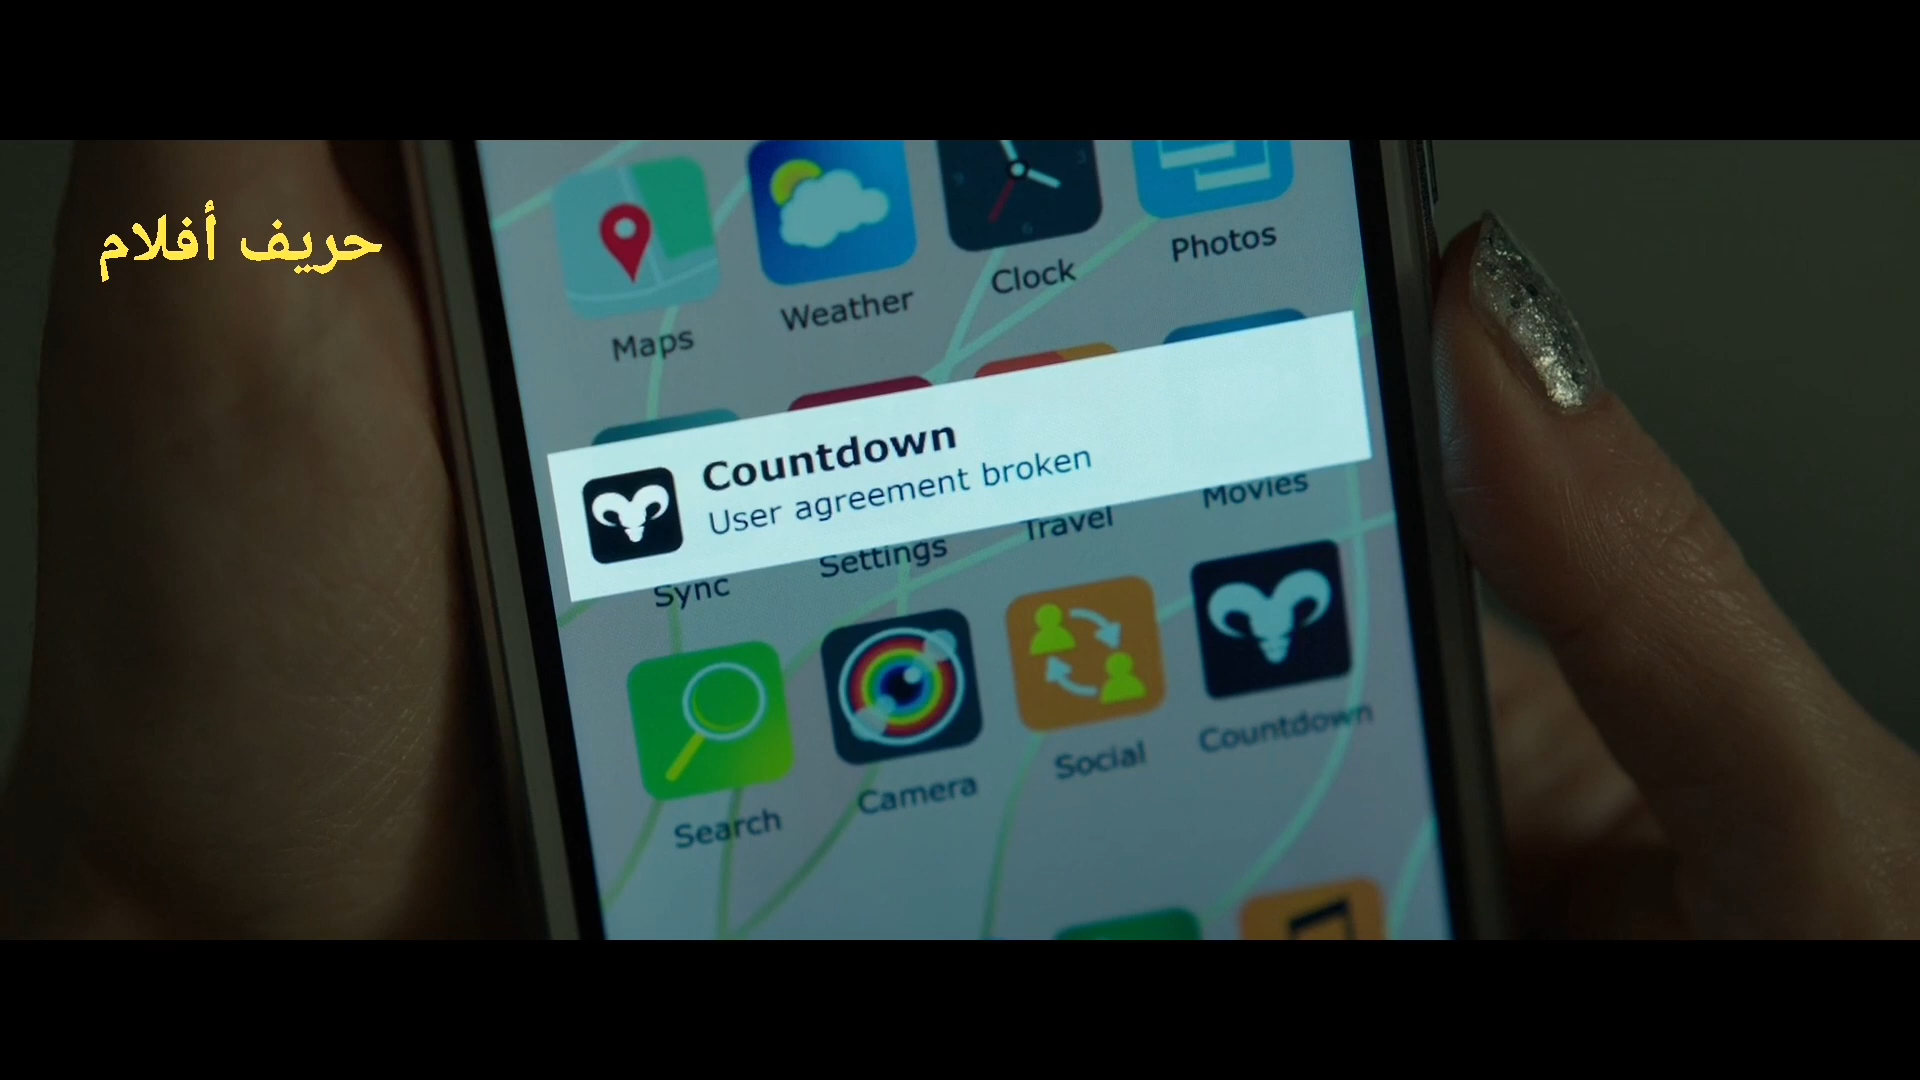 حريف أفلام
Photos
Clock
Weather
Maps
Countdown
User agreement broken
Movies
Travel
Settings
Sync
Countdown
Social
Camera
Search